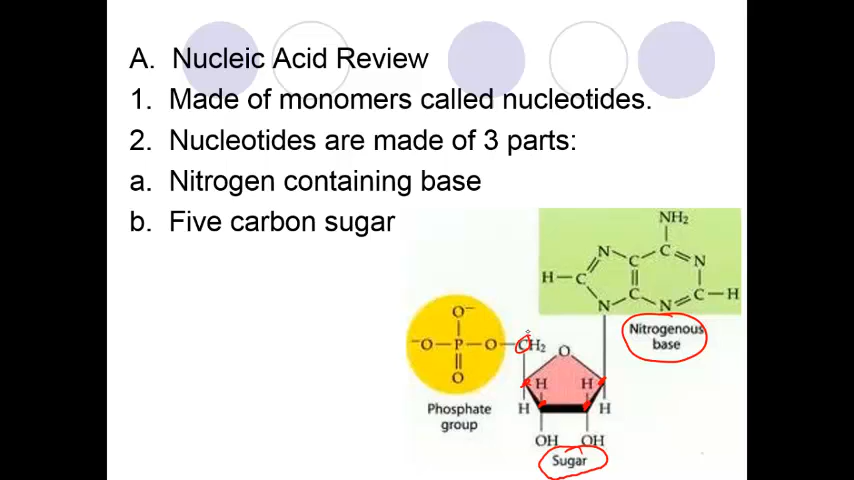 A. Nucleic Acid Review
1. Made of monomers called nucleotides.
2. Nucleotides are made of 3 parts:
a. Nitrogen containing base
b. Five carbon sugar
NH₂
N C N
C
H–C
N C N C–H
O⁻
⁻O–P–O–CH₂ O
O
Nitrogenous
base
H H
H H
Phosphate
group
OH OH
Sugar